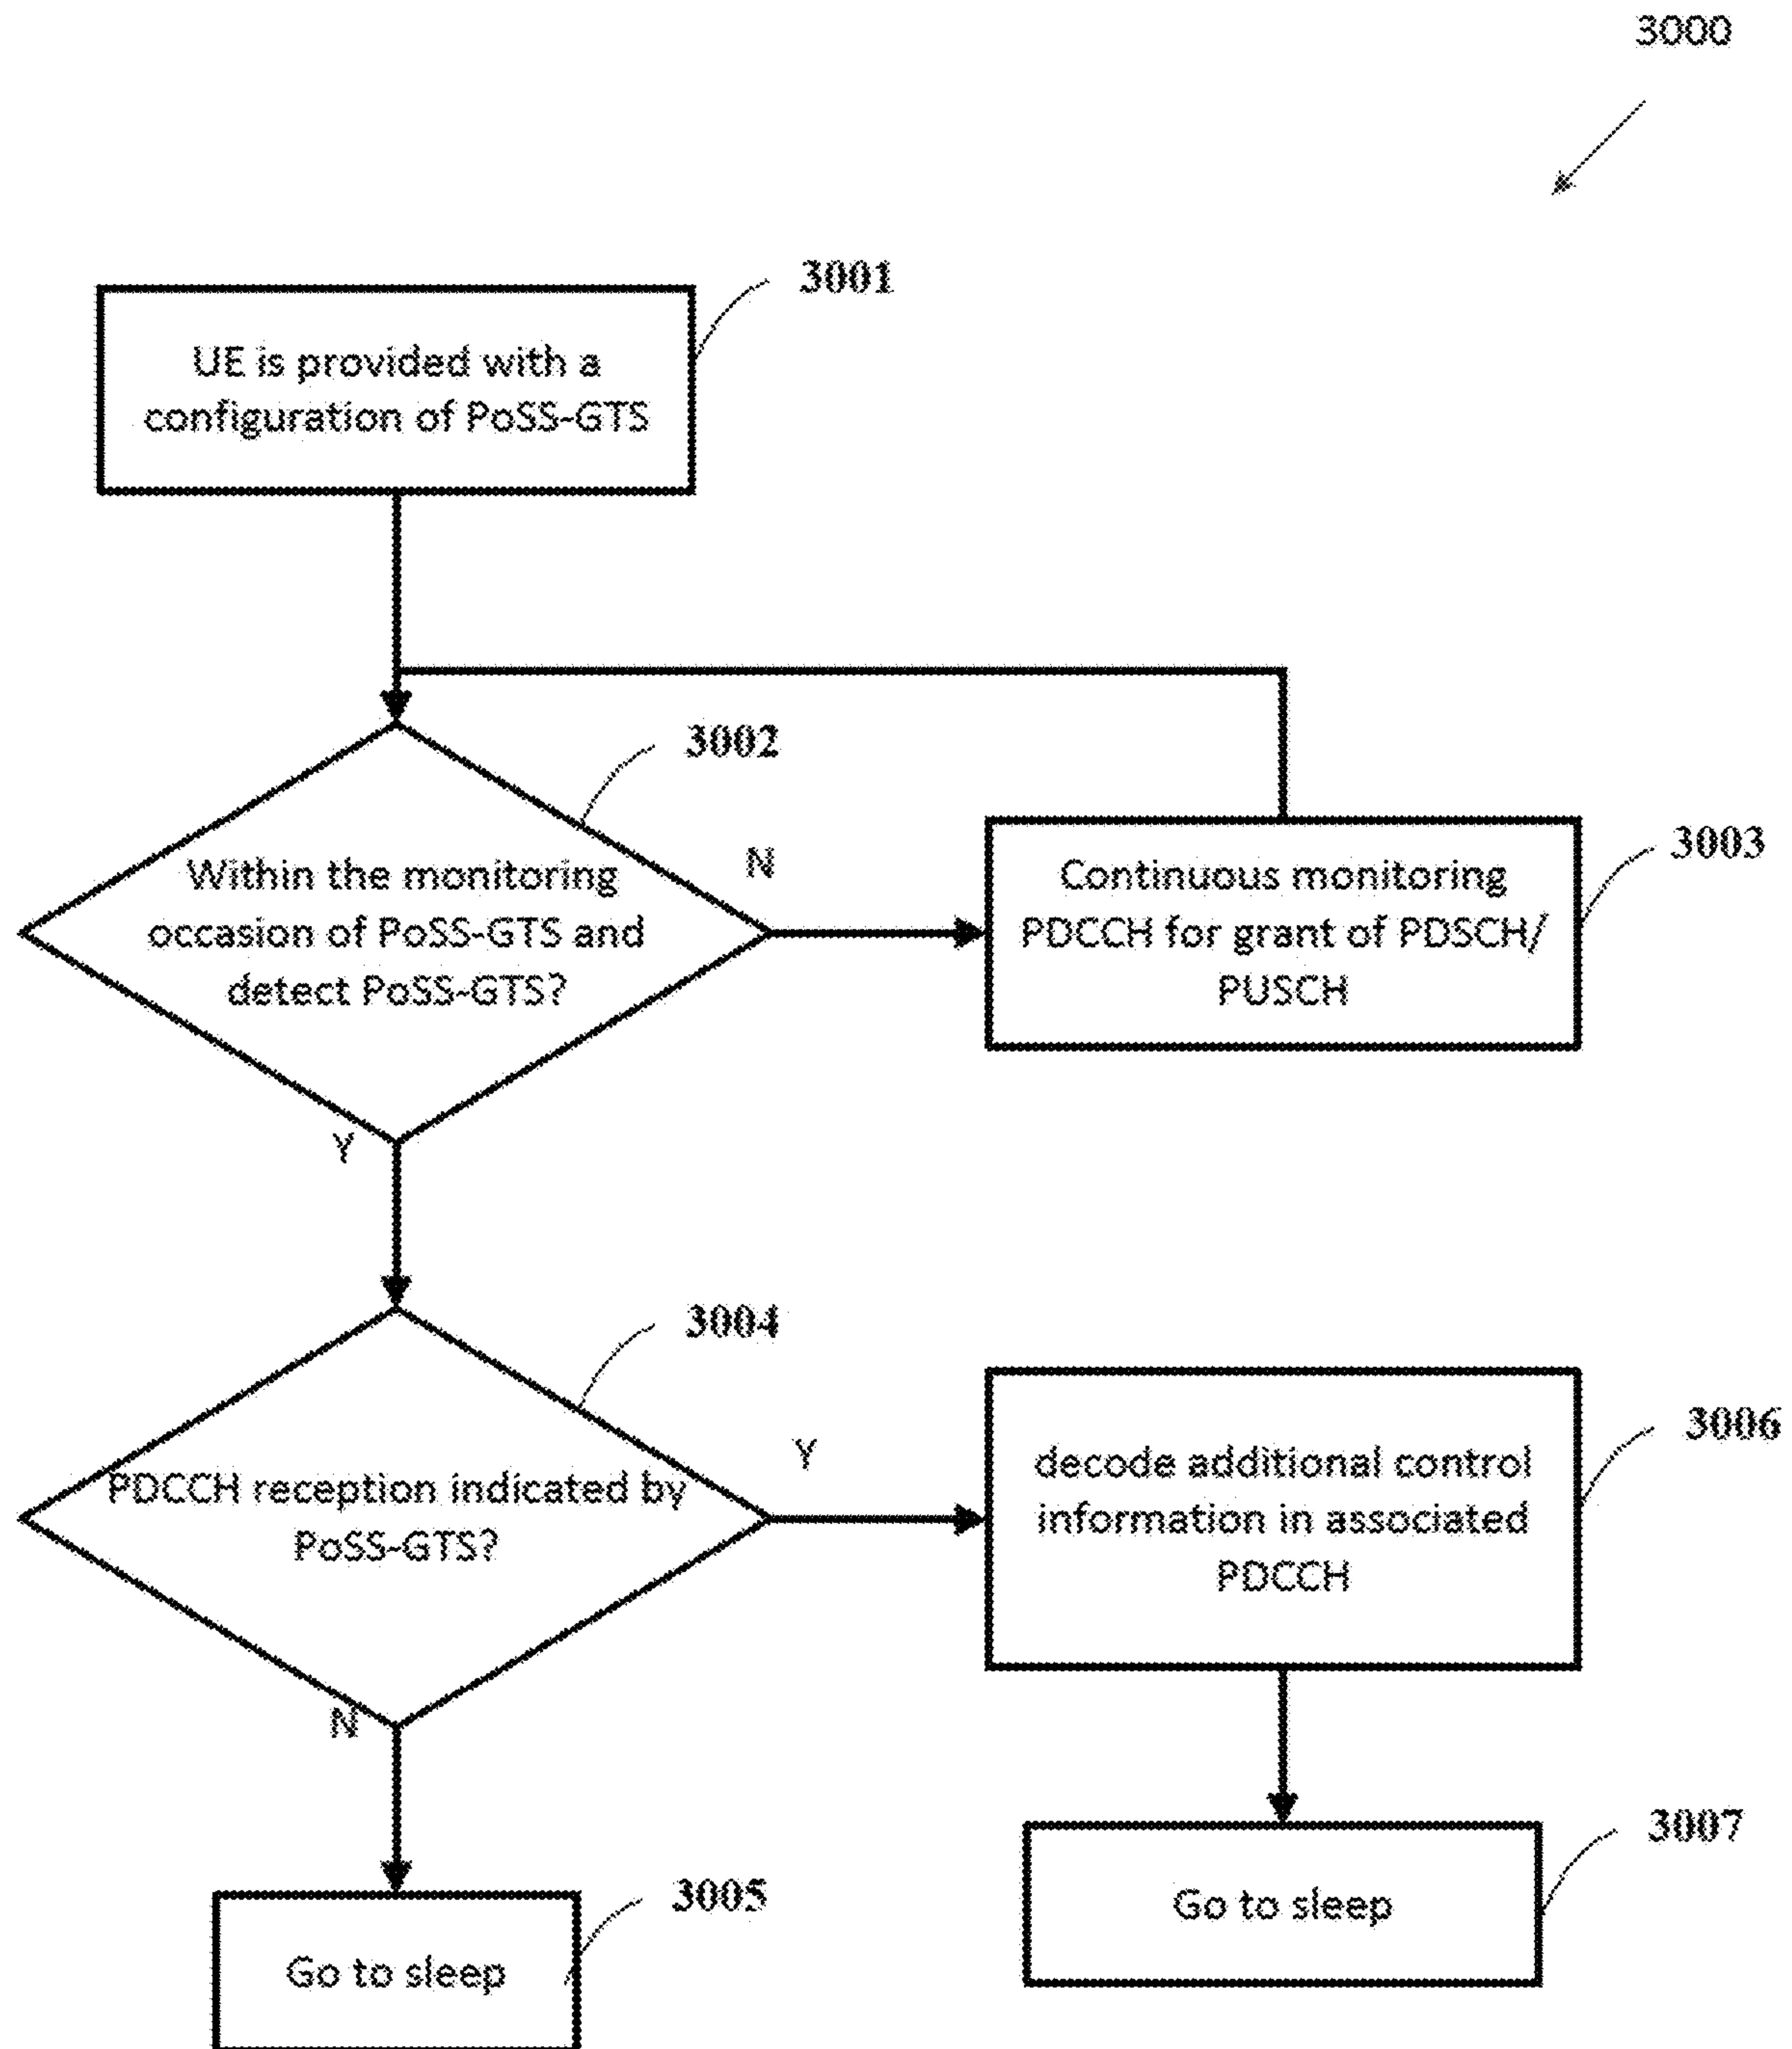 3000
3001
UE is provided with a
configuration of PoSS-GTS
3002
N
Within the monitoring
occasion of PoSS-GTS and
detect PoSS-GTS?
Y
3003
Continuous monitoring
PDCCH for grant of PDSCH/
PUSCH
3004
Y
PDCCH reception indicated by
PoSS-GTS?
N
3006
decode additional control
information in associated
PDCCH
3007
Go to sleep
3005
Go to sleep